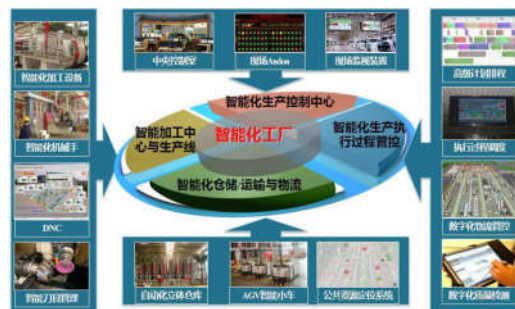 智能化加工设备
智能化机械手
DNC
智能刀具管理
中央控制室
现场Andon
现场监视装置
智能化生产控制中心
智能加工中
心与生产线
智能化工厂
智能化生产执
行过程管控
智能化仓储/运输与物流
自动化立体仓库
AGV智能小车
公共资源定位系统
高级计划排程
执行过程调度
数字化物流管控
数字化质量检测